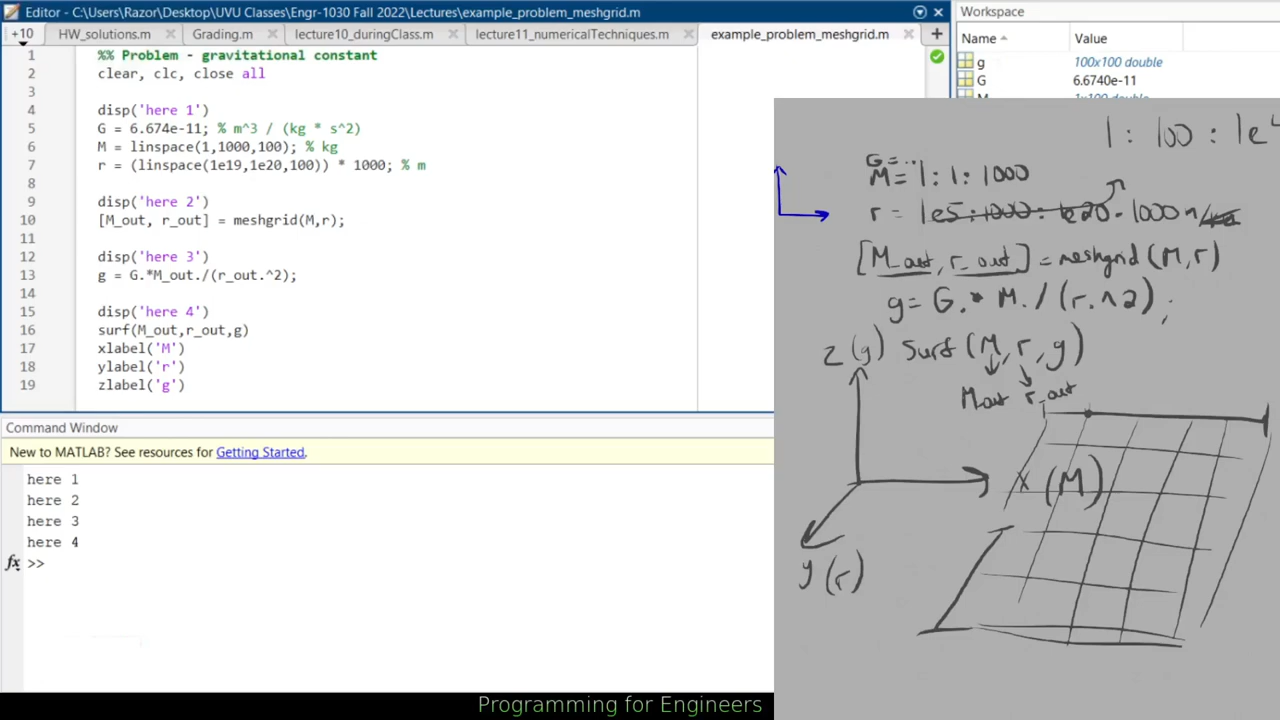 Editor - C:\Users\Razor\Desktop\UVU Classes\Engr-1030 Fall 2022\Lectures\example_problem_meshgrid.m
+10 HW_solutions.m Grading.m lecture10_duringClass.m lecture11_numericalTechniques.m example_problem_meshgrid.m
1 %% Problem - gravitational constant
2 clear, clc, close all
3
4 disp('here 1')
5 G = 6.674e-11; % m^3 / (kg * s^2)
6 M = linspace(1,1000,100); % kg
7 r = (linspace(1e19,1e20,100)) * 1000; % m
8
9 disp('here 2')
10 [M_out, r_out] = meshgrid(M,r);
11
12 disp('here 3')
13 g = G.*M_out./(r_out.^2);
14
15 disp('here 4')
16 surf(M_out,r_out,g)
17 xlabel('M')
18 ylabel('r')
19 zlabel('g')
Command Window
New to MATLAB? See resources for Getting Started.
here 1
here 2
here 3
here 4
fx >>
Workspace
Name Value
g 100x100 double
G 6.6740e-11
1 : 100 :
G = ..
M = 1 : 1 : 1000
r = 1e5 : 1000 : 1e20 · 1000
[M_out, r_out] = meshgrid (M, r)
g = G.* M. / (r.^2) ;
z (g) Surf (M, r, g)
M_out r_out
x (M)
y (r)
Programming for Engineers